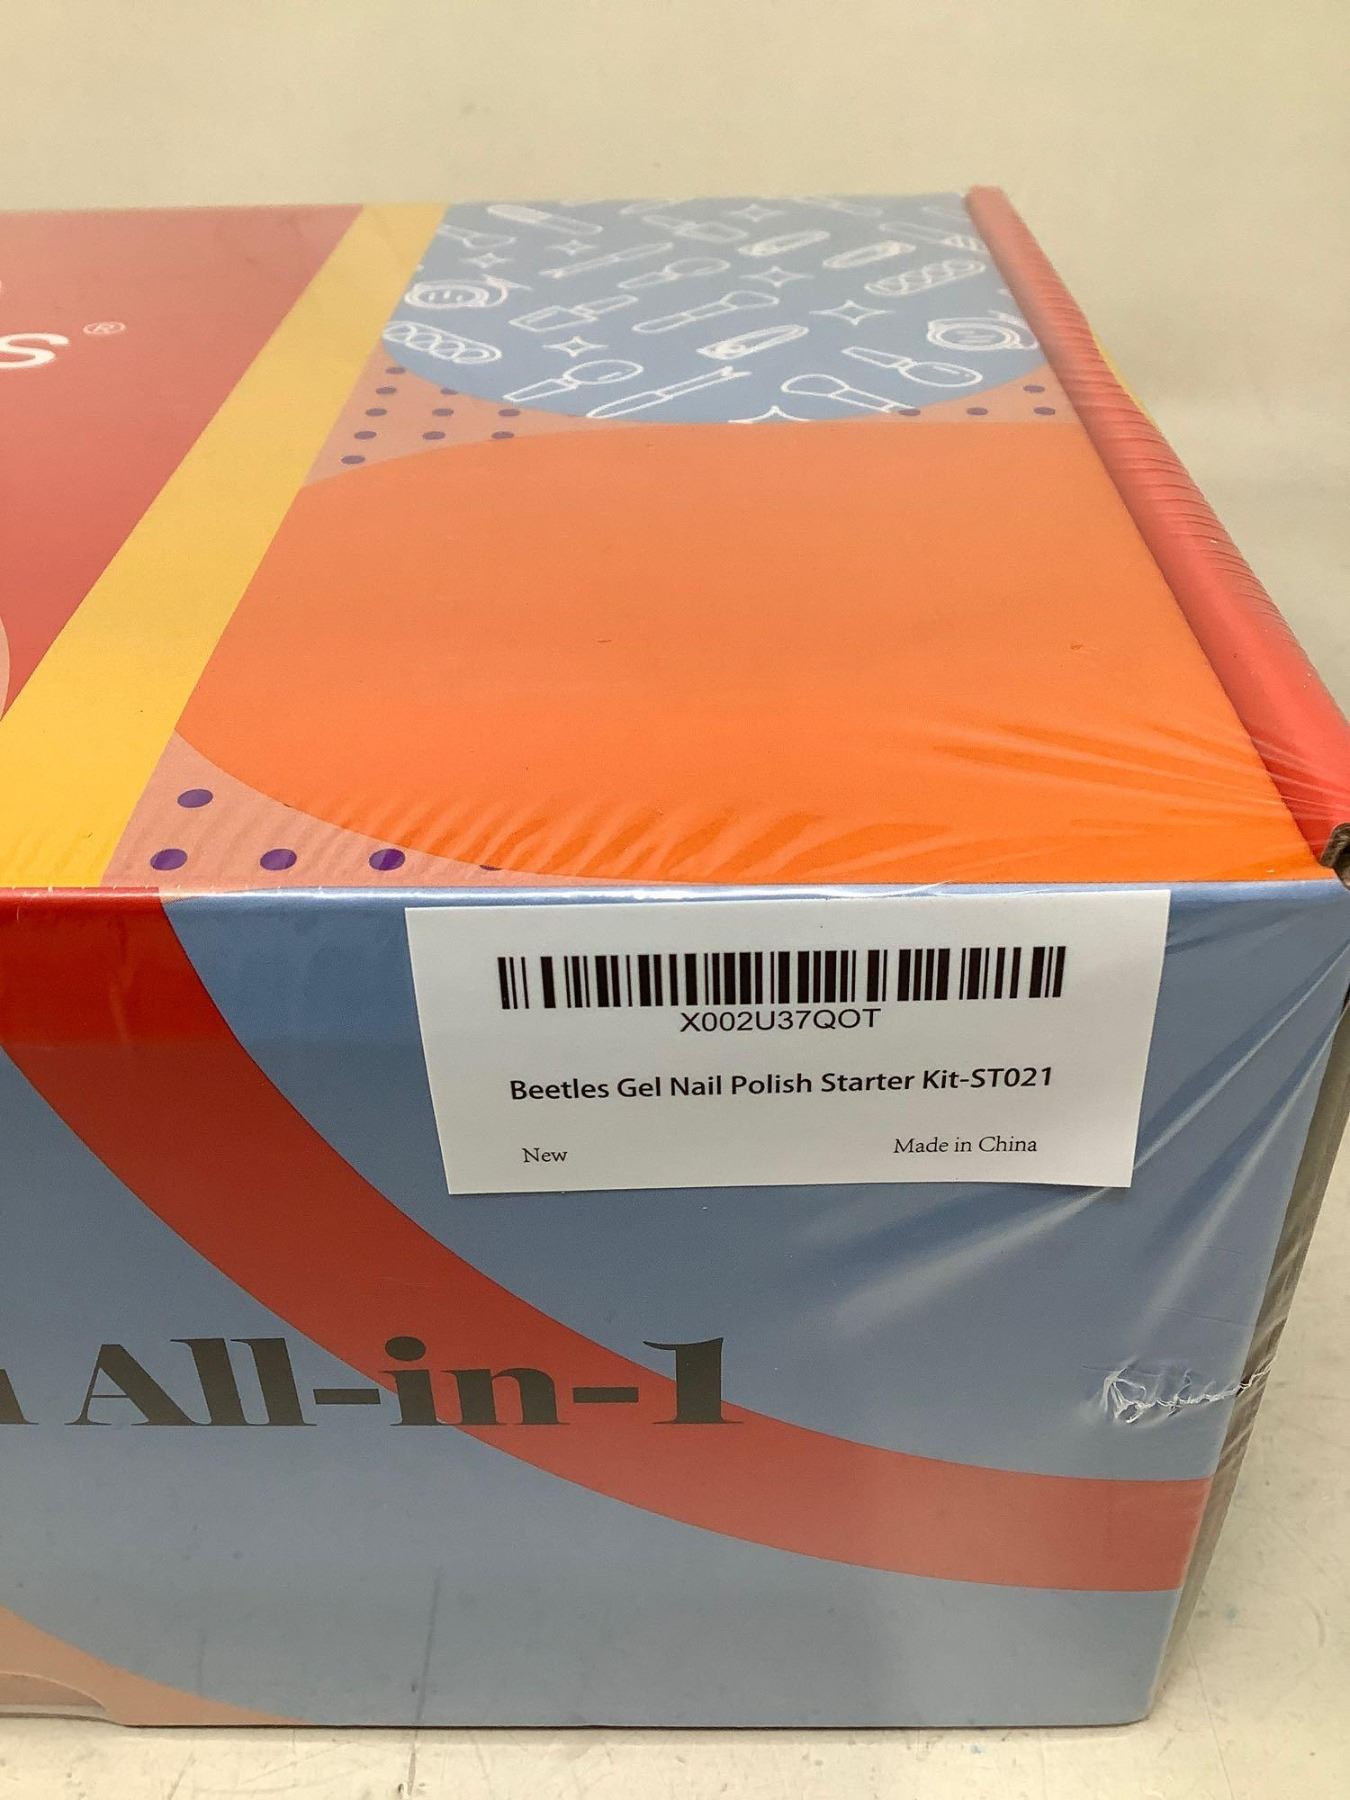 s®
X002U37QOT
Beetles Gel Nail Polish Starter Kit-ST021
New Made in China
All-in-1